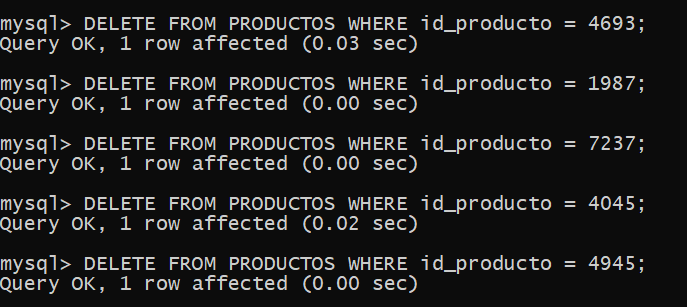 mysql> DELETE FROM PRODUCTOS WHERE id_producto = 4693;
Query OK, 1 row affected (0.03 sec)
mysql> DELETE FROM PRODUCTOS WHERE id_producto = 1987;
Query OK, 1 row affected (0.00 sec)
mysql> DELETE FROM PRODUCTOS WHERE id_producto = 7237;
Query OK, 1 row affected (0.00 sec)
mysql> DELETE FROM PRODUCTOS WHERE id_producto = 4045;
Query OK, 1 row affected (0.02 sec)
mysql> DELETE FROM PRODUCTOS WHERE id_producto = 4945;
Query OK, 1 row affected (0.00 sec)